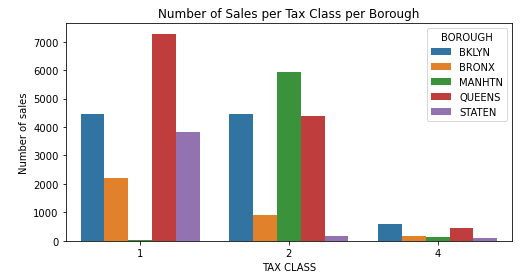 Number of Sales per Tax Class per Borough
Number of sales
7000
6000
5000
4000
3000
2000
1000
0
BOROUGH
BKLYN
BRONX
MANHTN
QUEENS
STATEN
1 2 4
TAX CLASS